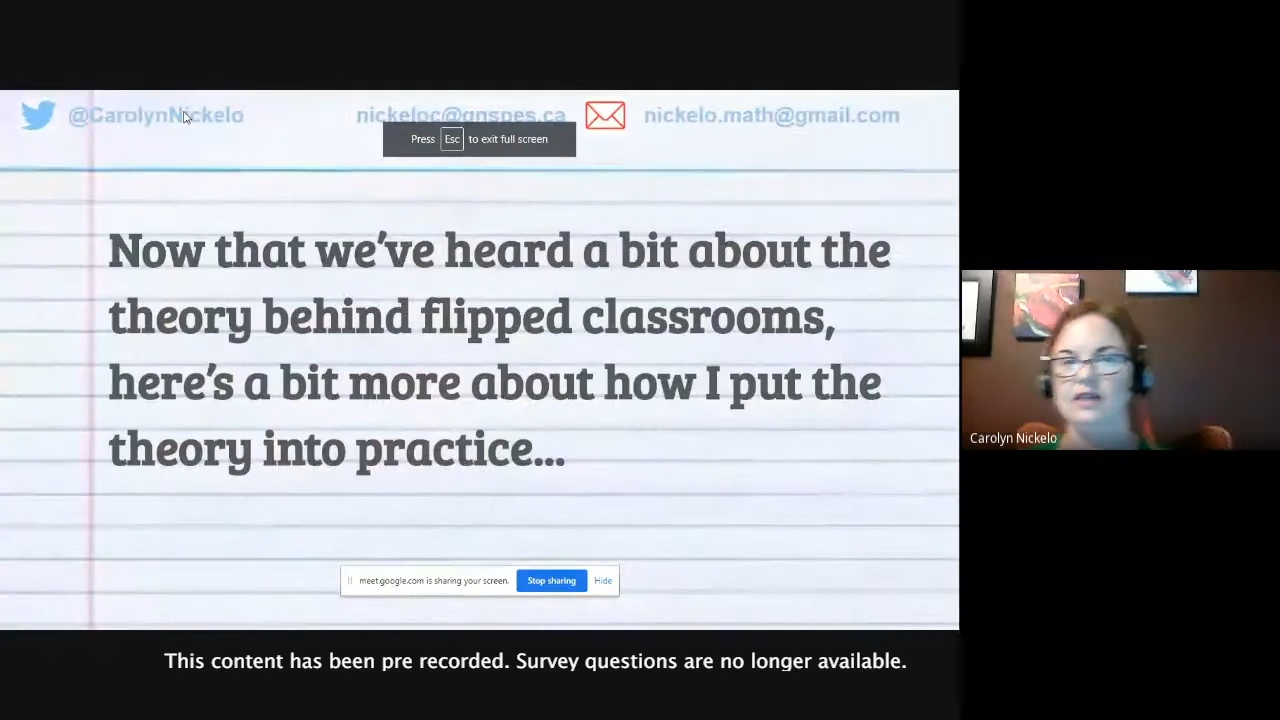 @CarolynNickelo nickeloc@gnspes.ca nickelo.math@gmail.com
Press Esc to exit full screen
Now that we've heard a bit about the
theory behind flipped classrooms,
here's a bit more about how I put the
theory into practice...
Carolyn Nickelo
meet.google.com is sharing your screen. Stop sharing Hide
This content has been pre recorded. Survey questions are no longer available.